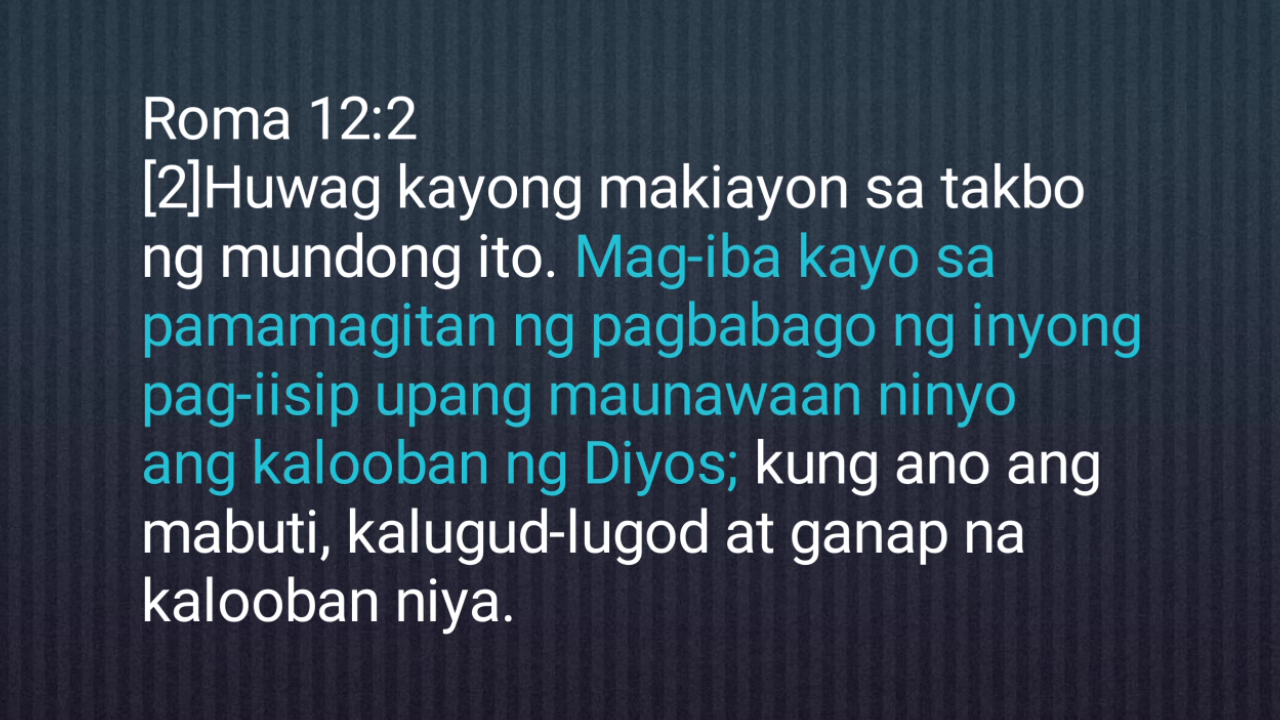 Roma 12:2
[2]Huwag kayong makiayon sa takbo
ng mundong ito. Mag-iba kayo sa
pamamagitan ng pagbabago ng inyong
pag-iisip upang maunawaan ninyo
ang kalooban ng Diyos; kung ano ang
mabuti, kalugud-lugod at ganap na
kalooban niya.